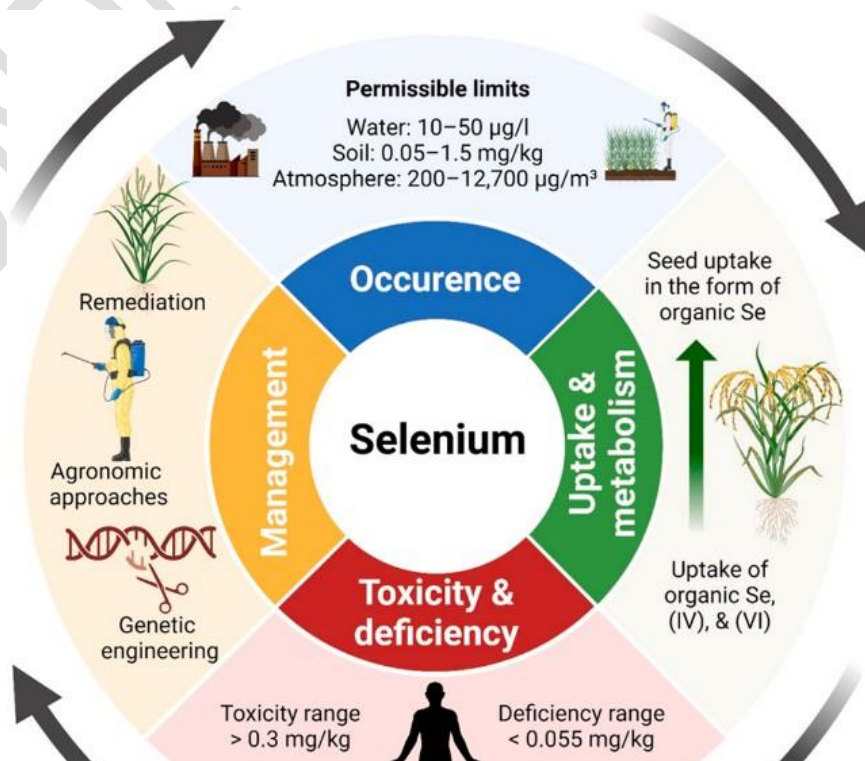 Permissible limits
Water: 10–50 µg/l
Soil: 0.05–1.5 mg/kg
Atmosphere: 200–12,700 µg/m³
Occurence
Seed uptake
in the form of
organic Se
Uptake &
metabolism
Uptake of
organic Se,
(IV), & (VI)
Selenium
Toxicity &
deficiency
Toxicity range
> 0.3 mg/kg
Deficiency range
< 0.055 mg/kg
Management
Remediation
Agronomic
approaches
Genetic
engineering